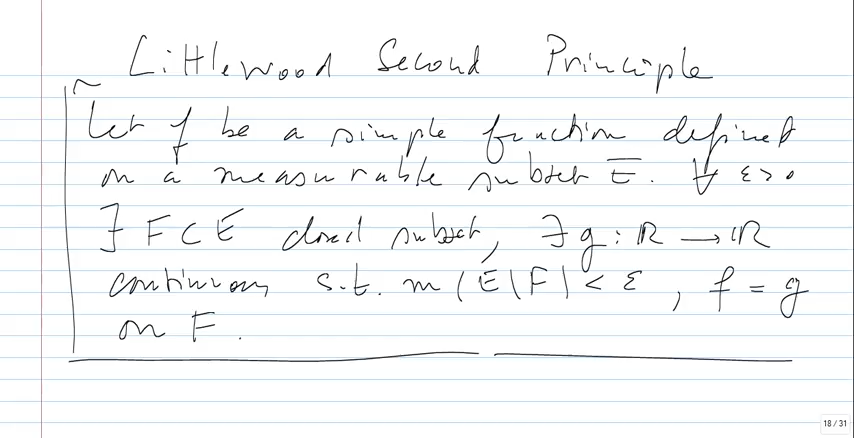 Littlewood Second Principle
Let f be a simple function defined
on a measurable subset E. ∀ ε>0
∃ F ⊂ E closed subset, ∃ g : ℝ → ℝ
continuous s.t. m(E\F) < ε, f = g
on F.
18 / 31